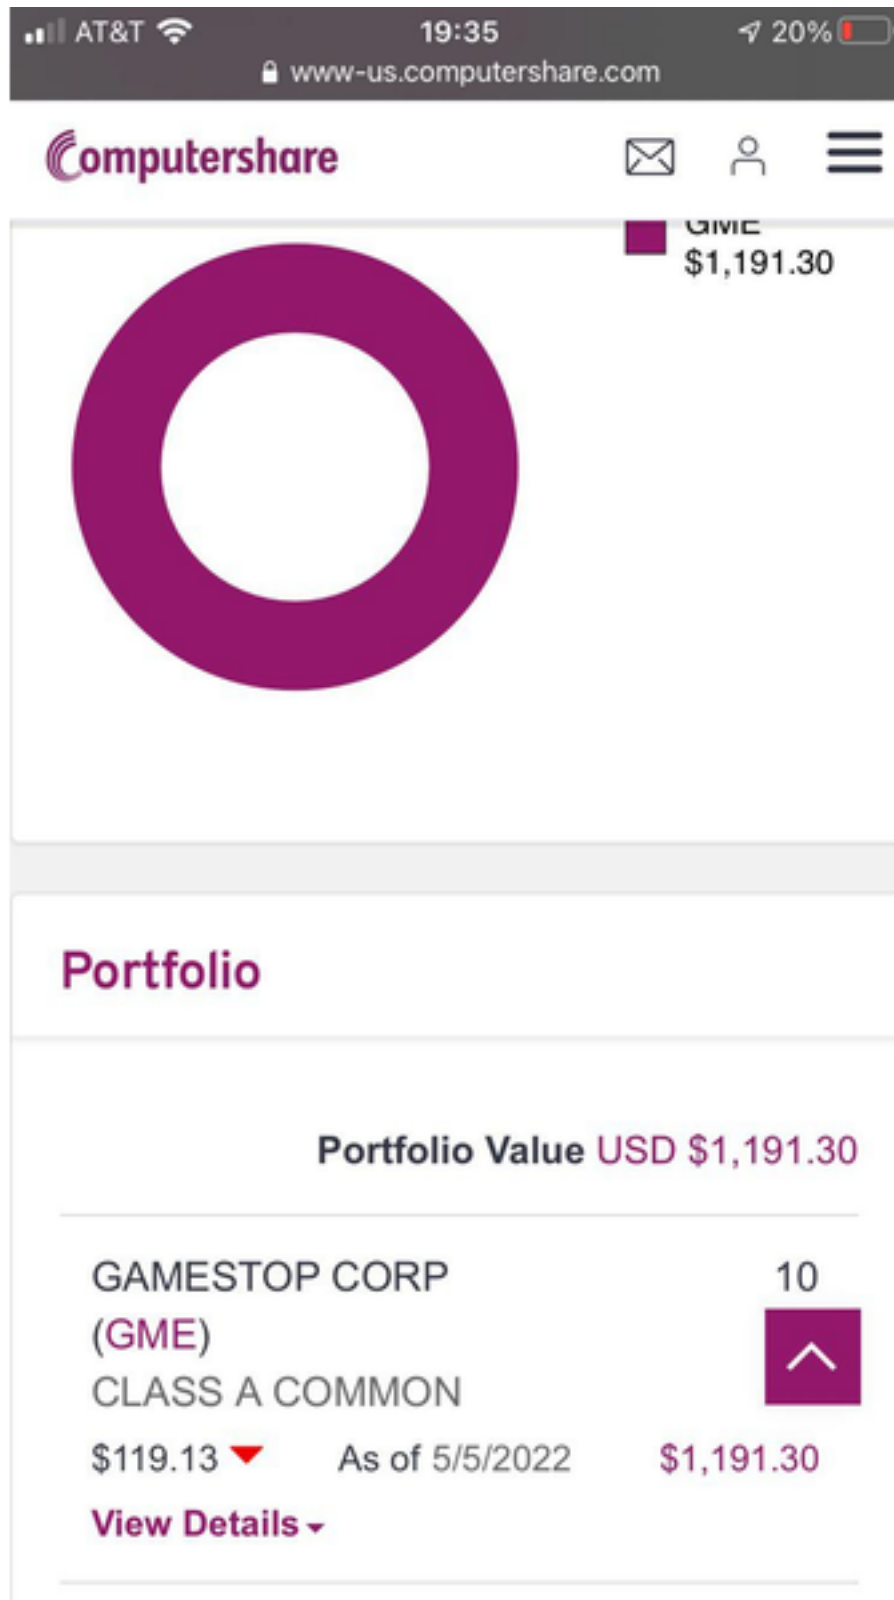 AT&T 19:35 20%
www-us.computershare.com
Computershare
GME
$1,191.30
Portfolio
Portfolio Value USD $1,191.30
GAMESTOP CORP 10
(GME)
CLASS A COMMON
$119.13 As of 5/5/2022 $1,191.30
View Details